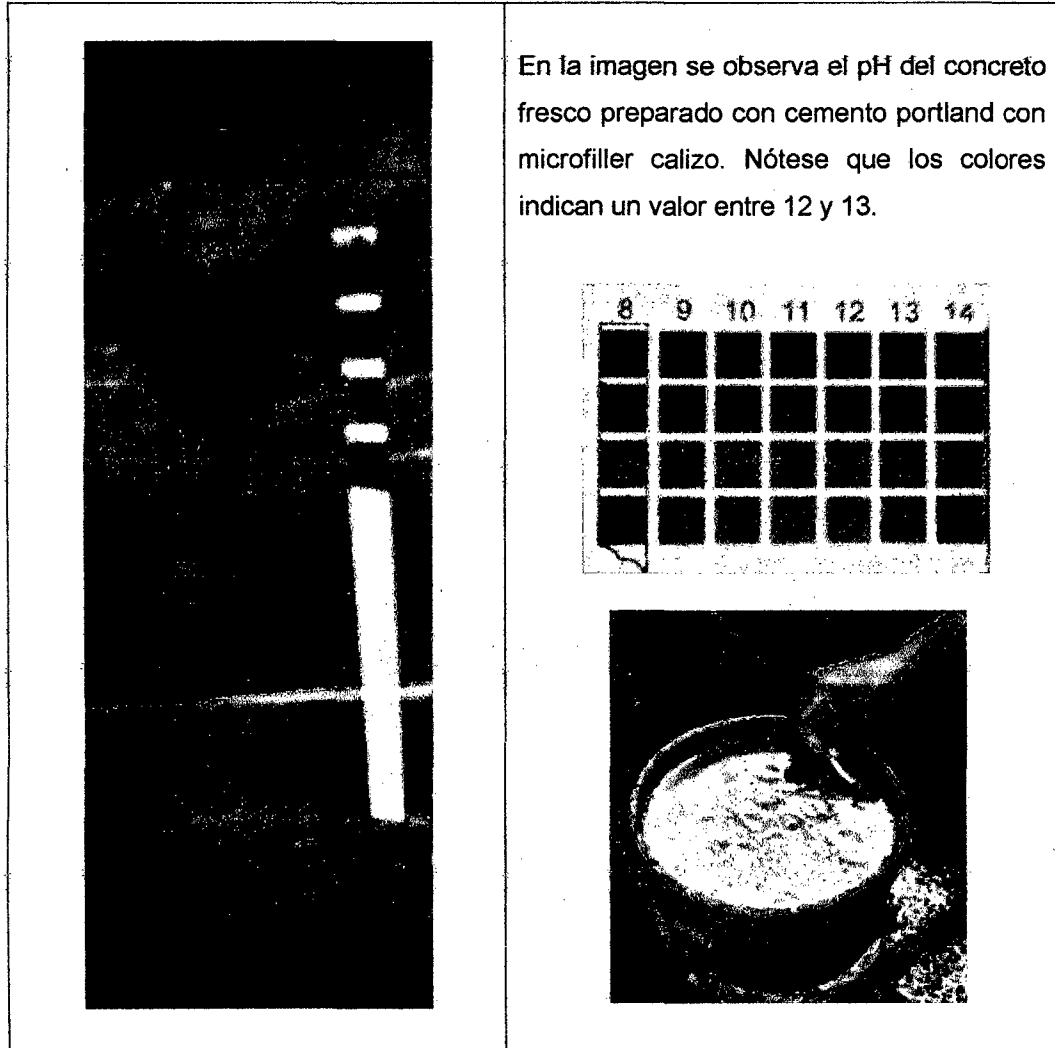 En la imagen se observa el pH del concreto
fresco preparado con cemento portland con
microfiller calizo. Nótese que los colores
indican un valor entre 12 y 13.
8 9 10 11 12 13 14